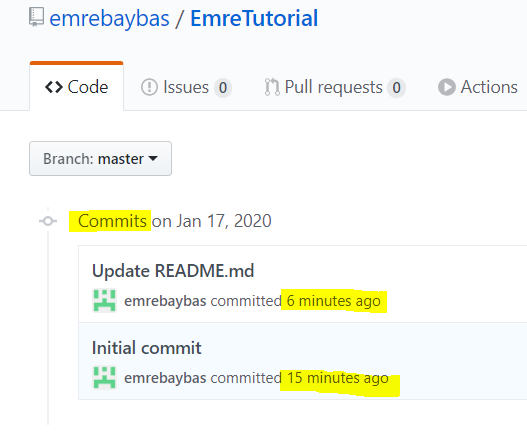 emrebaybas / EmreTutorial
Code Issues 0 Pull requests 0 Actions
Branch: master
Commits on Jan 17, 2020
Update README.md
emrebaybas committed 6 minutes ago
Initial commit
emrebaybas committed 15 minutes ago